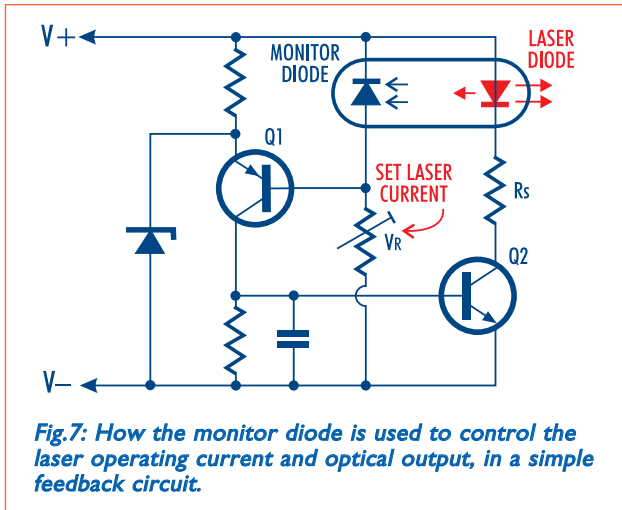 V+
MONITOR
DIODE
LASER
DIODE
Q1
SET LASER
CURRENT
RS
VR
Q2
V–
Fig.7: How the monitor diode is used to control the
laser operating current and optical output, in a simple
feedback circuit.